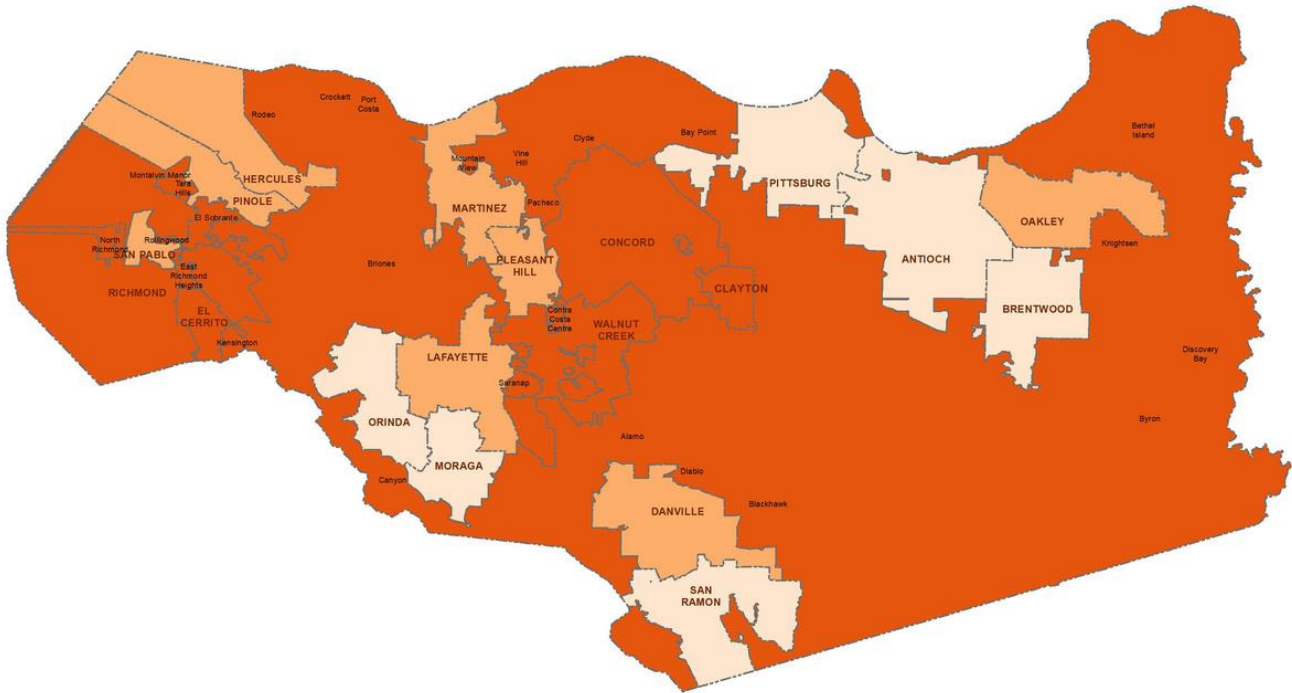 Crockett
Port
Costa
Rodeo
Bay Point
Clyde
Bethel
Island
Mountain
View
Vine
Hill
Montalvin Manor
Tara
Hills
HERCULES
PINOLE
PITTSBURG
Pacheco
MARTINEZ
El Sobrante
OAKLEY
North
Richmond
Rollingwood
SAN PABLO
CONCORD
Knightsen
PLEASANT
HILL
Briones
ANTIOCH
East
Richmond
Heights
RICHMOND
CLAYTON
EL
CERRITO
Contra
Costa
Centre
WALNUT
CREEK
BRENTWOOD
Kensington
LAFAYETTE
Discovery
Bay
Saranap
ORINDA
Byron
Alamo
MORAGA
Canyon
Diablo
Blackhawk
DANVILLE
SAN
RAMON